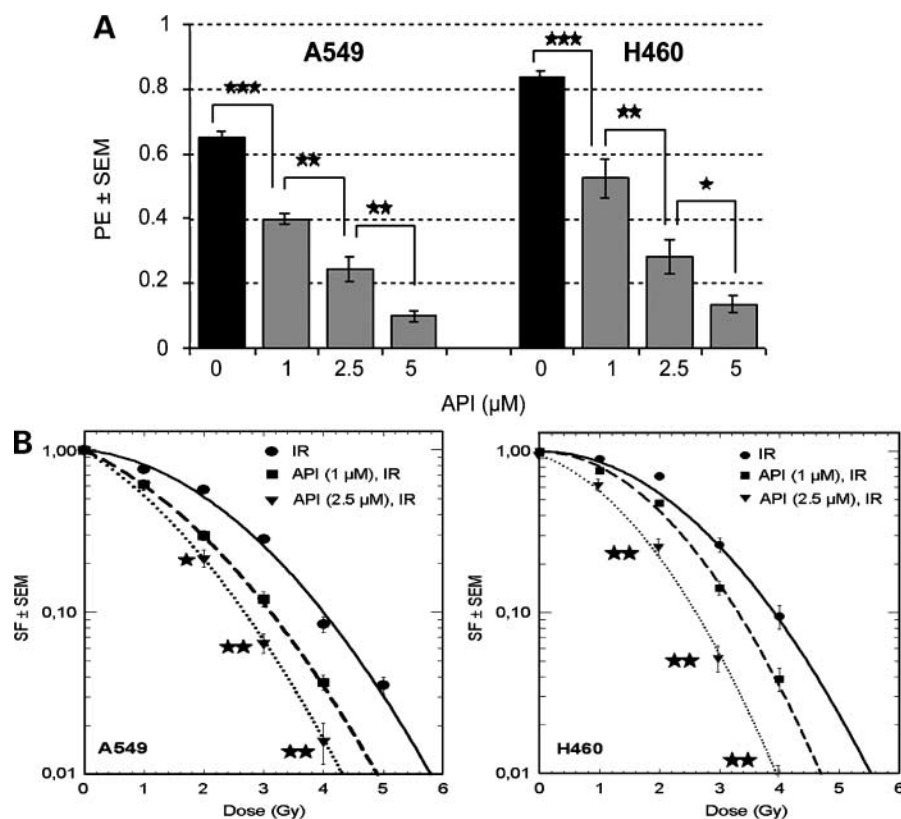 A
A549
H460
PE ± SEM
1
0.8
0.6
0.4
0.2
0
0 1 2.5 5 0 1 2.5 5
API (µM)
B
1,00
0,10
0,01
SF ± SEM
IR
API (1 µM), IR
API (2.5 µM), IR
A549
0 1 2 3 4 5 6
Dose (Gy)
1,00
0,10
0,01
SF ± SEM
IR
API (1 µM), IR
API (2.5 µM), IR
H460
0 1 2 3 4 5 6
Dose (Gy)